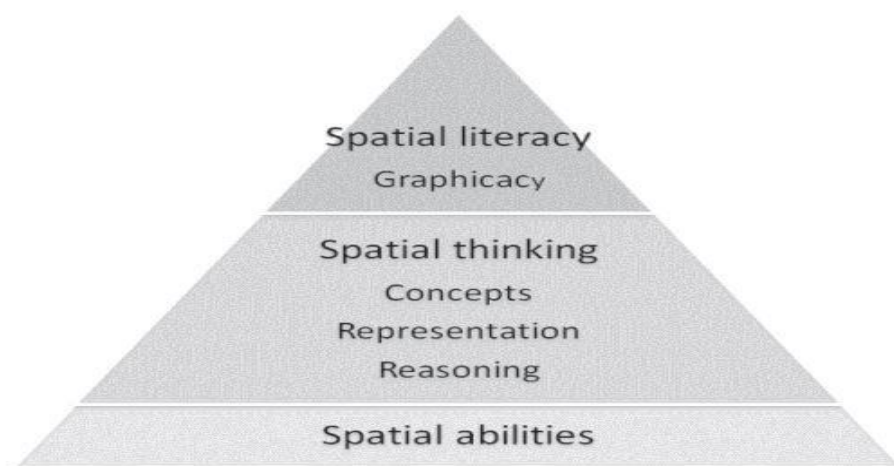 Spatial literacy
Graphicacy
Spatial thinking
Concepts
Representation
Reasoning
Spatial abilities